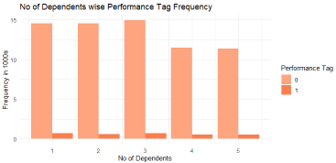 No of Dependents wise Performance Tag Frequency
15
10
5
0
Frequency in 1000s
1 2 3 4 5
No of Dependents
Performance Tag
0
1